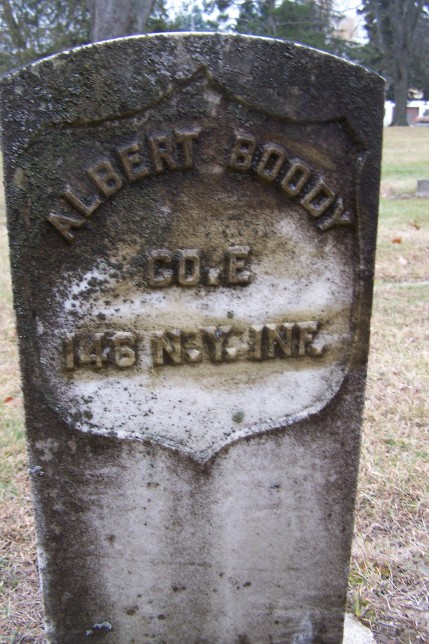 ALBERT BOODY
CO. E
146 N.Y. INF.